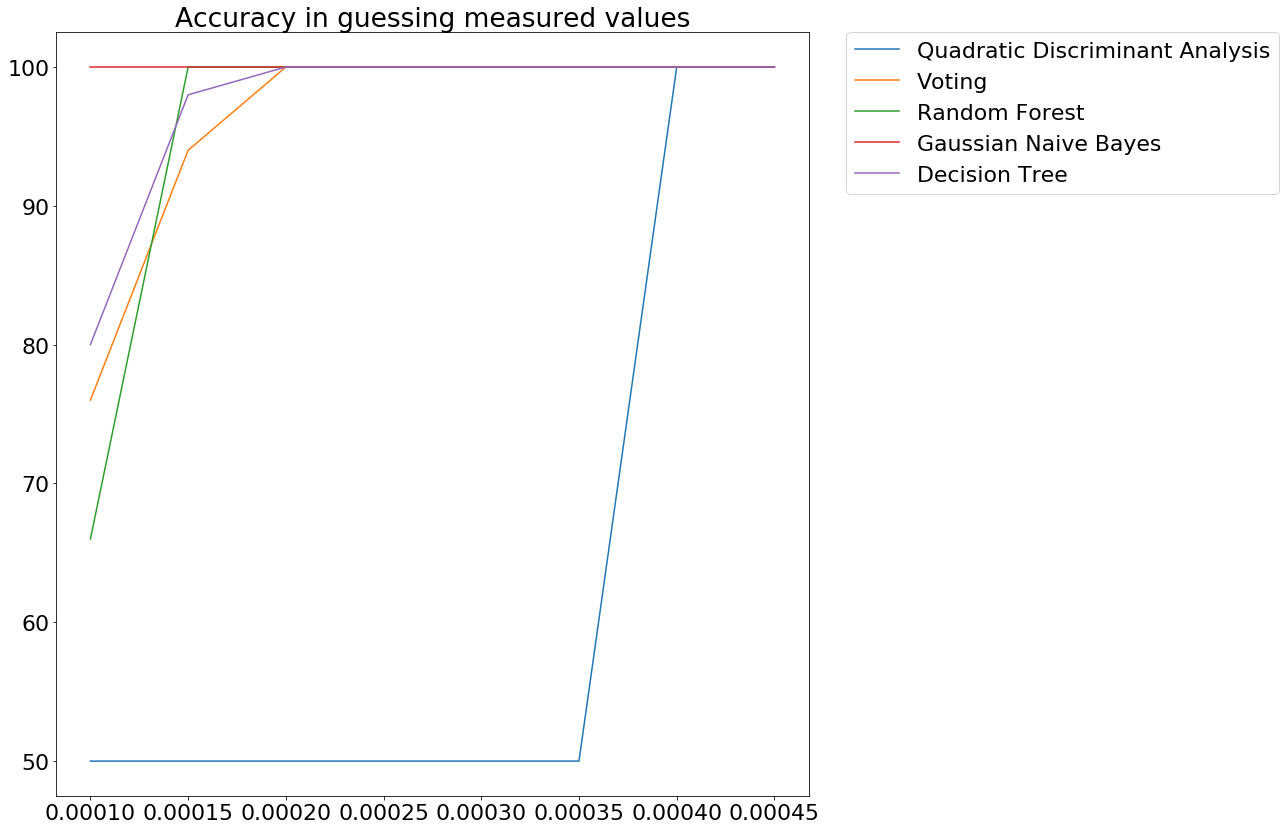 Accuracy in guessing measured values
100
90
80
70
60
50
0.00010 0.00015 0.00020 0.00025 0.00030 0.00035 0.00040 0.00045
Quadratic Discriminant Analysis
Voting
Random Forest
Gaussian Naive Bayes
Decision Tree